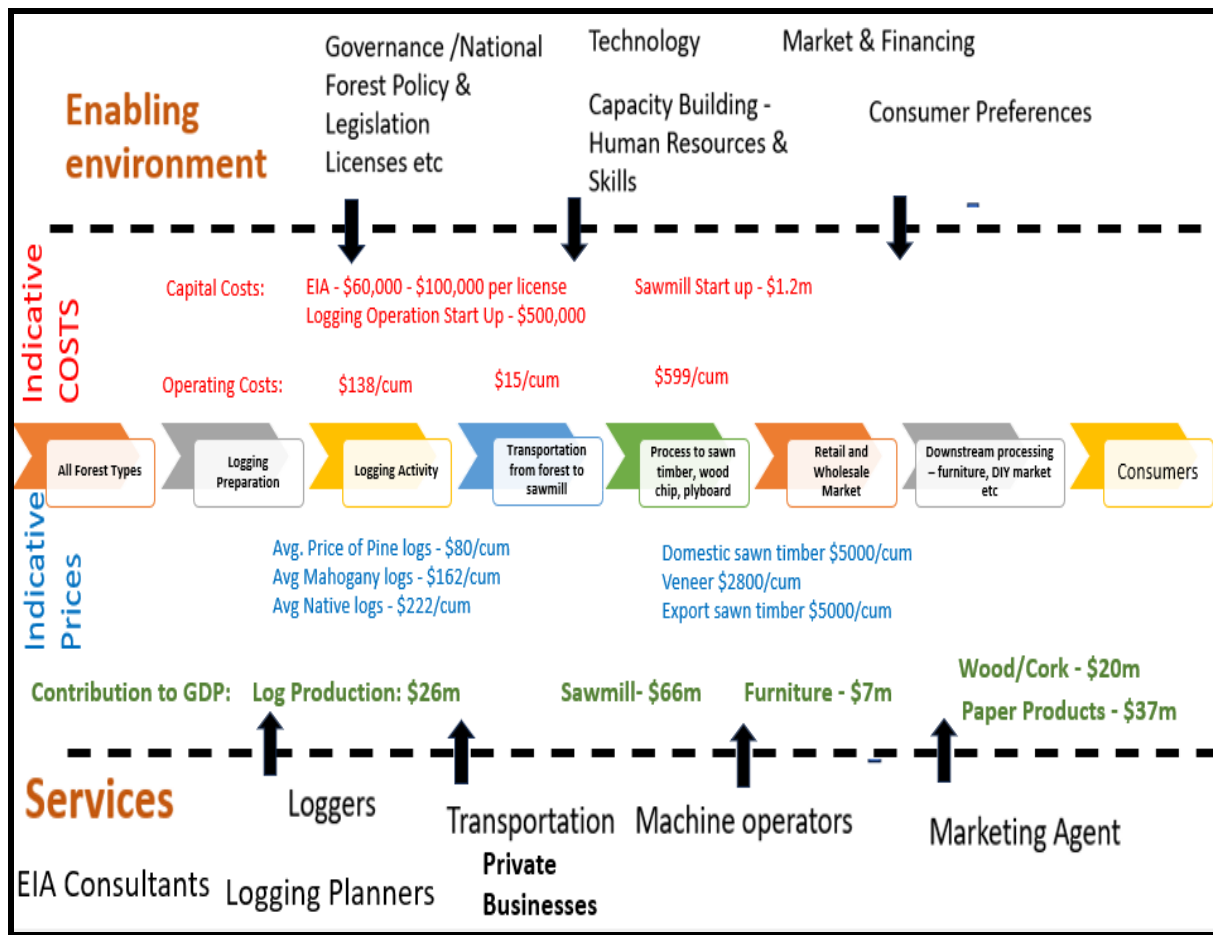 Enabling
environment
Governance /National
Forest Policy &
Legislation
Licenses etc
Technology
Capacity Building -
Human Resources &
Skills
Market & Financing
Consumer Preferences
Indicative
COSTS
Capital Costs:
EIA - $60,000 - $100,000 per license
Logging Operation Start Up - $500,000
Sawmill Start up - $1.2m
Operating Costs:
$138/cum
$15/cum
$599/cum
All Forest Types
Logging
Preparation
Logging Activity
Transportation
from forest to
sawmill
Process to sawn
timber, wood
chip, plyboard
Retail and
Wholesale
Market
Downstream processing
– furniture, DIY market
etc
Consumers
Indicative
Prices
Avg. Price of Pine logs - $80/cum
Avg Mahogany logs - $162/cum
Avg Native logs - $222/cum
Domestic sawn timber $5000/cum
Veneer $2800/cum
Export sawn timber $5000/cum
Contribution to GDP:
Log Production: $26m
Sawmill- $66m
Furniture - $7m
Wood/Cork - $20m
Paper Products - $37m
Services
EIA Consultants
Loggers
Logging Planners
Transportation
Private
Businesses
Machine operators
Marketing Agent